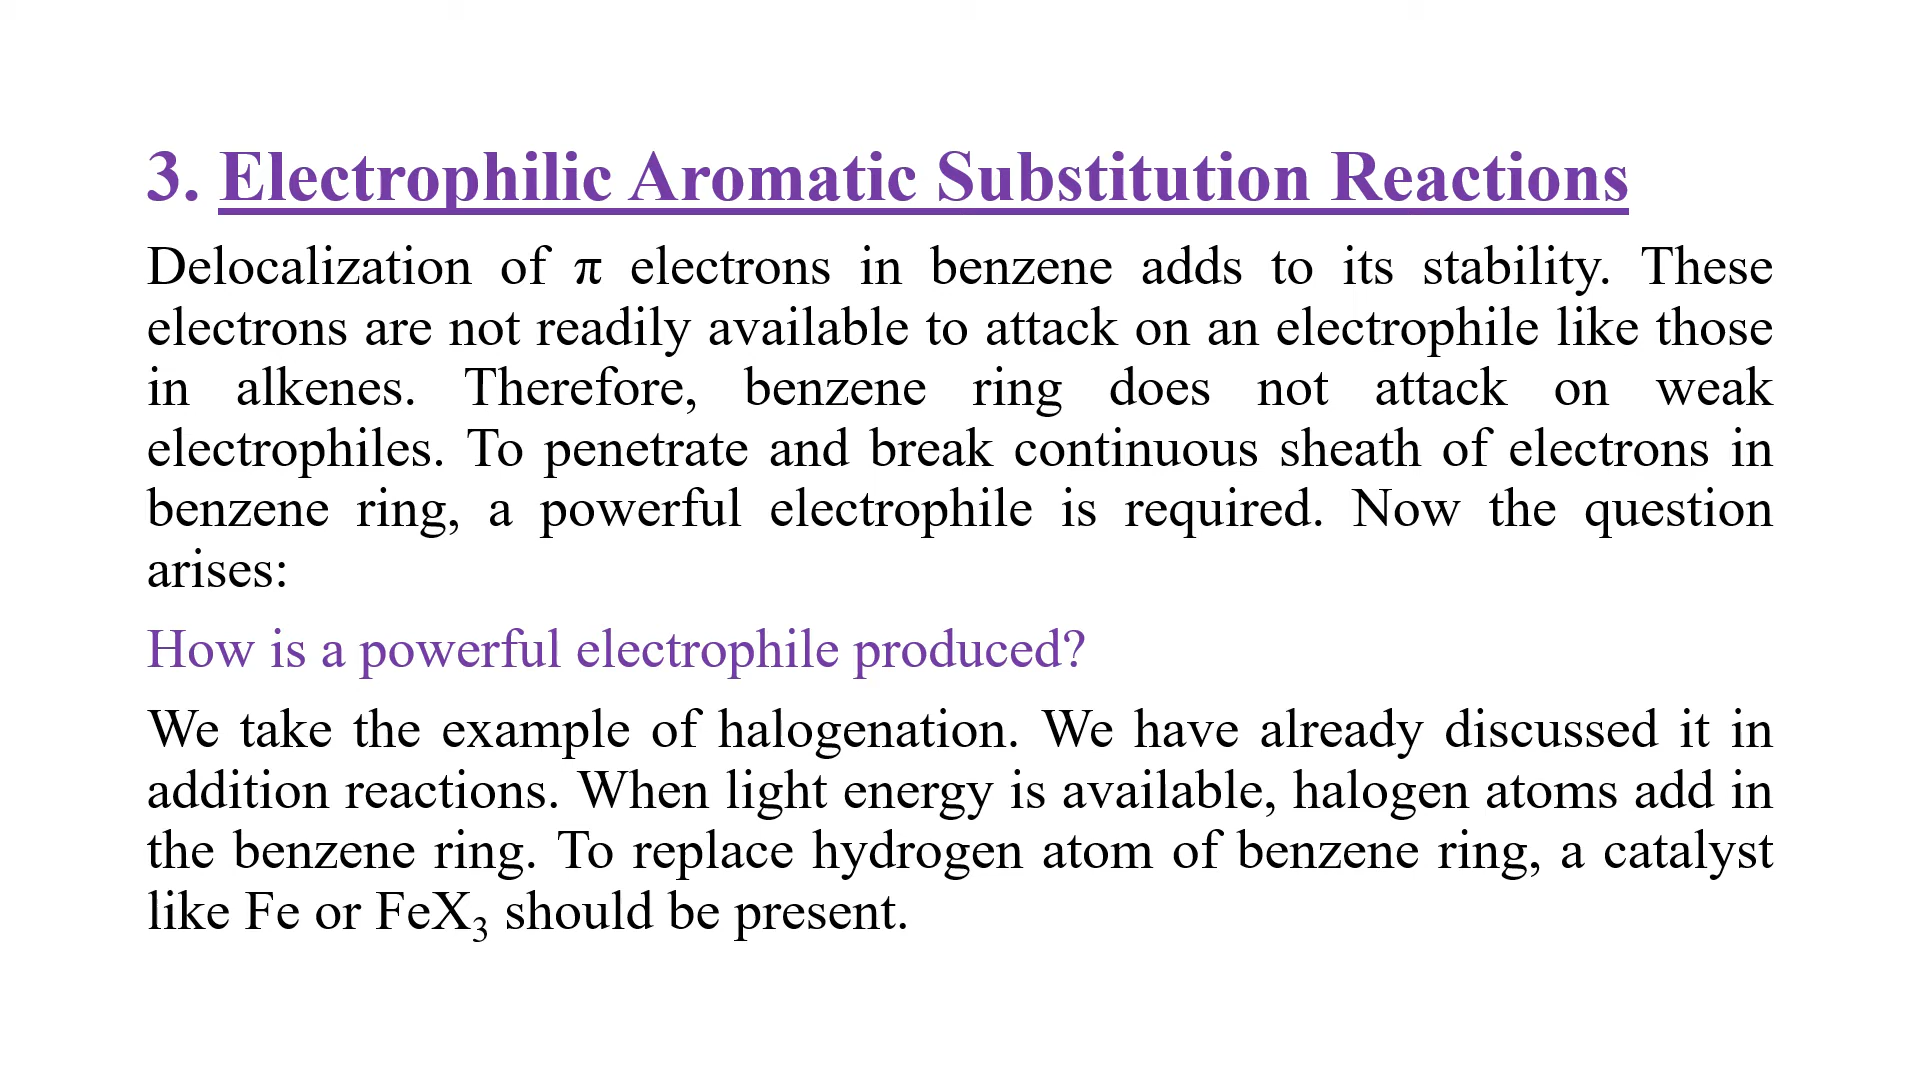 3. Electrophilic Aromatic Substitution Reactions
Delocalization of π electrons in benzene adds to its stability. These
electrons are not readily available to attack on an electrophile like those
in alkenes. Therefore, benzene ring does not attack on weak
electrophiles. To penetrate and break continuous sheath of electrons in
benzene ring, a powerful electrophile is required. Now the question
arises:
How is a powerful electrophile produced?
We take the example of halogenation. We have already discussed it in
addition reactions. When light energy is available, halogen atoms add in
the benzene ring. To replace hydrogen atom of benzene ring, a catalyst
like Fe or FeX₃ should be present.